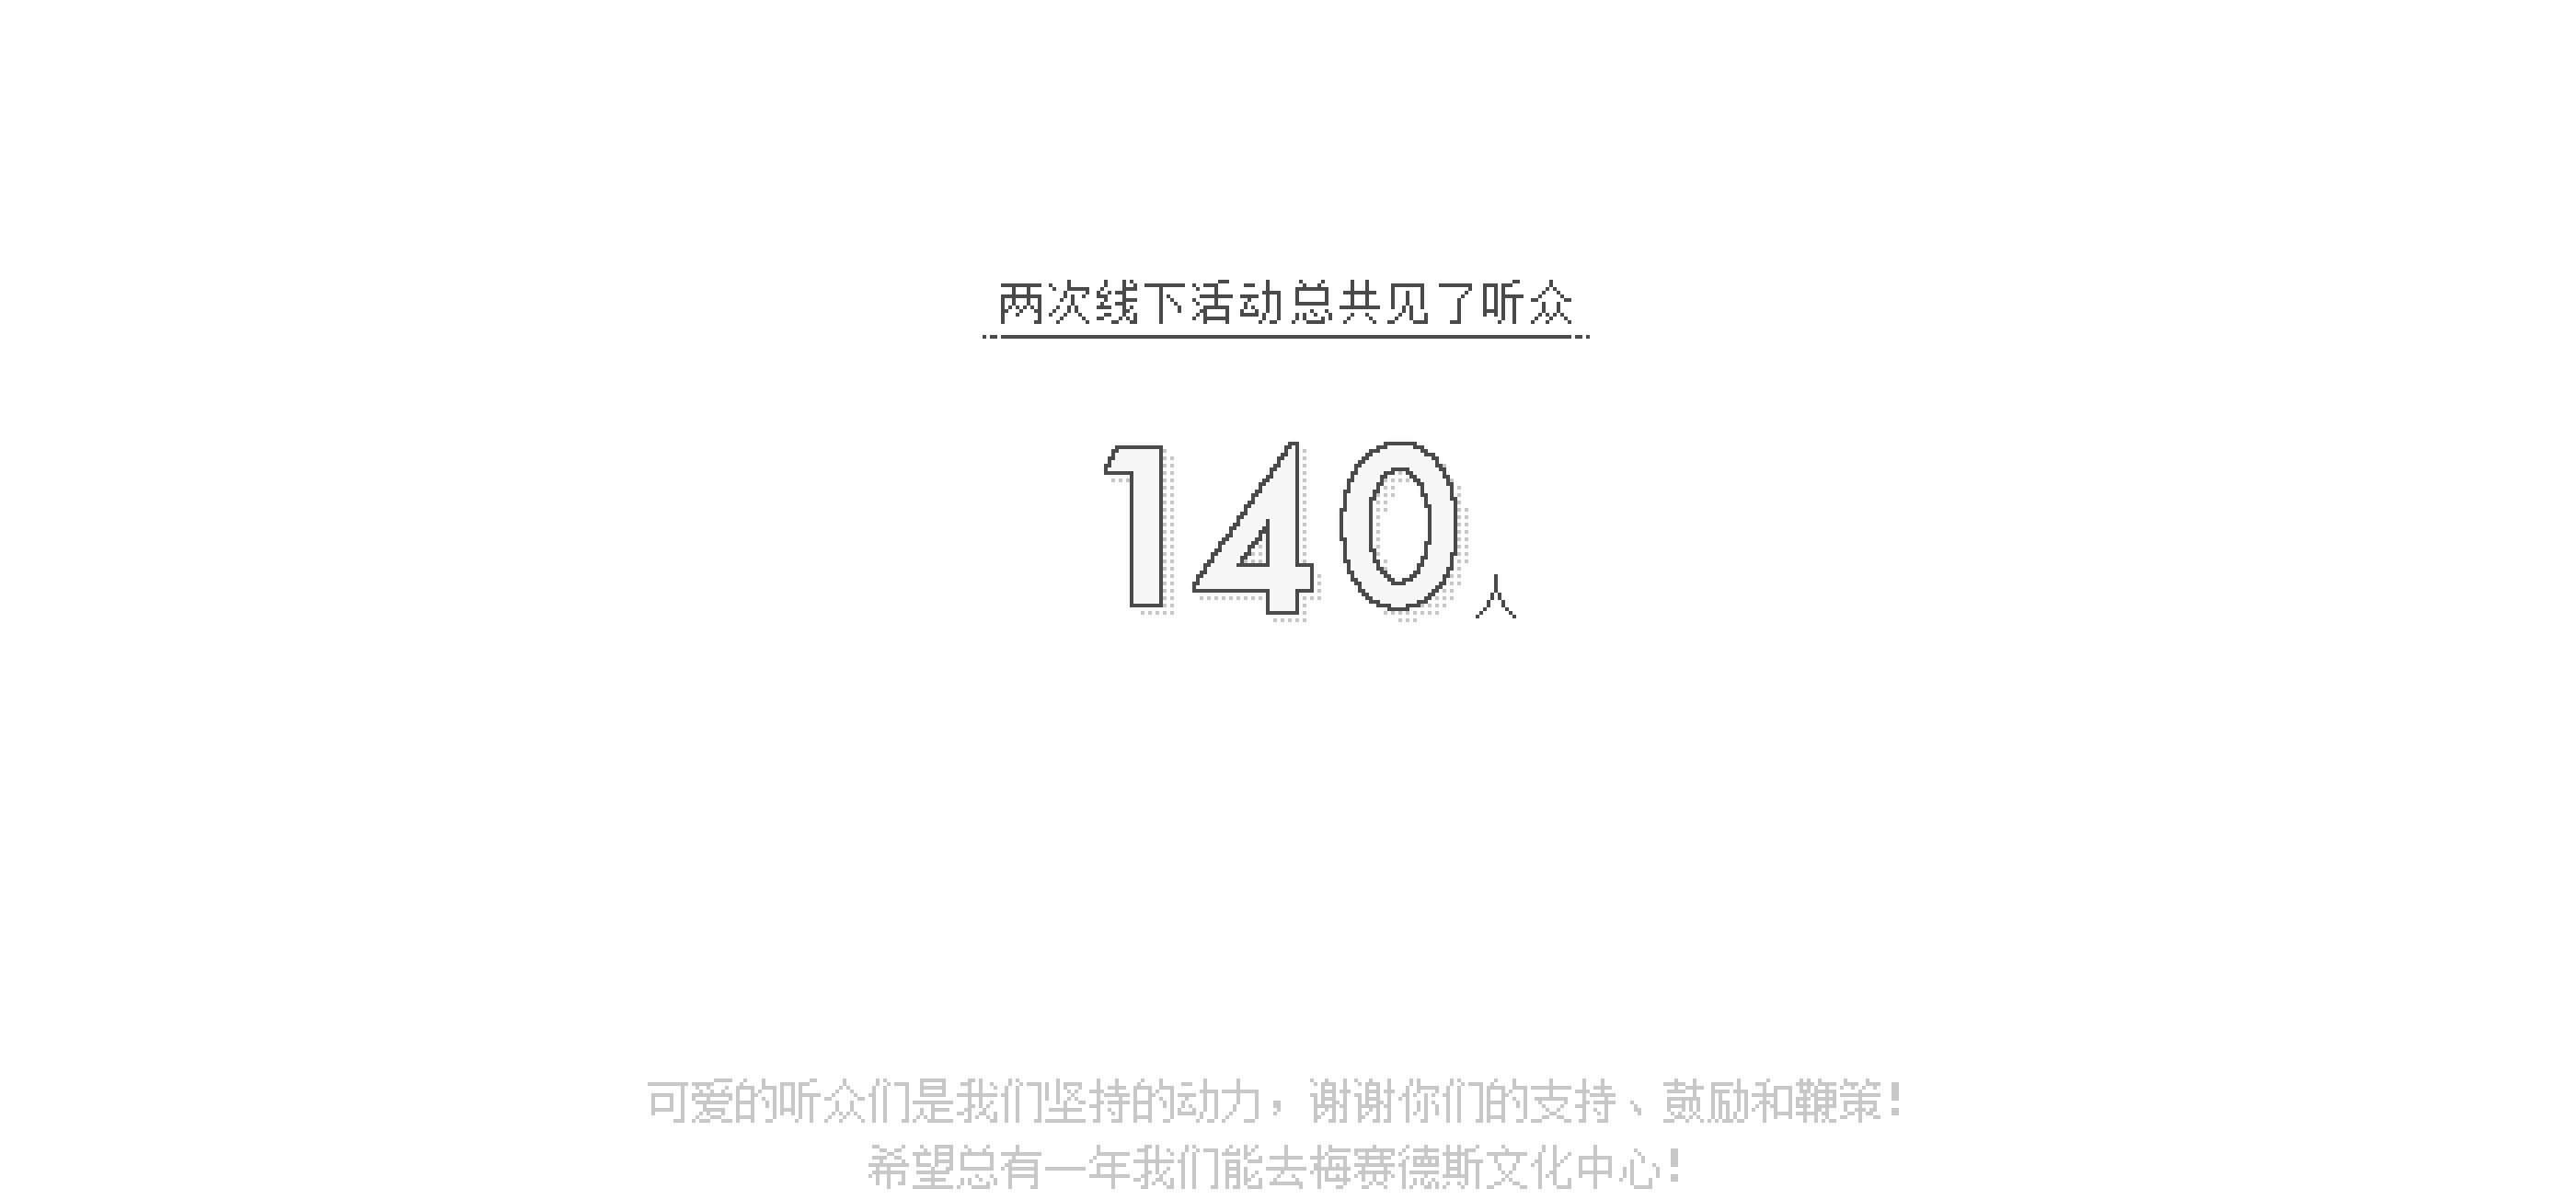 两次线下活动总共见了听众
140人
可爱的听众们是我们坚持的动力，谢谢你们的支持、鼓励和鞭策！
希望总有一年我们能去梅赛德斯文化中心！